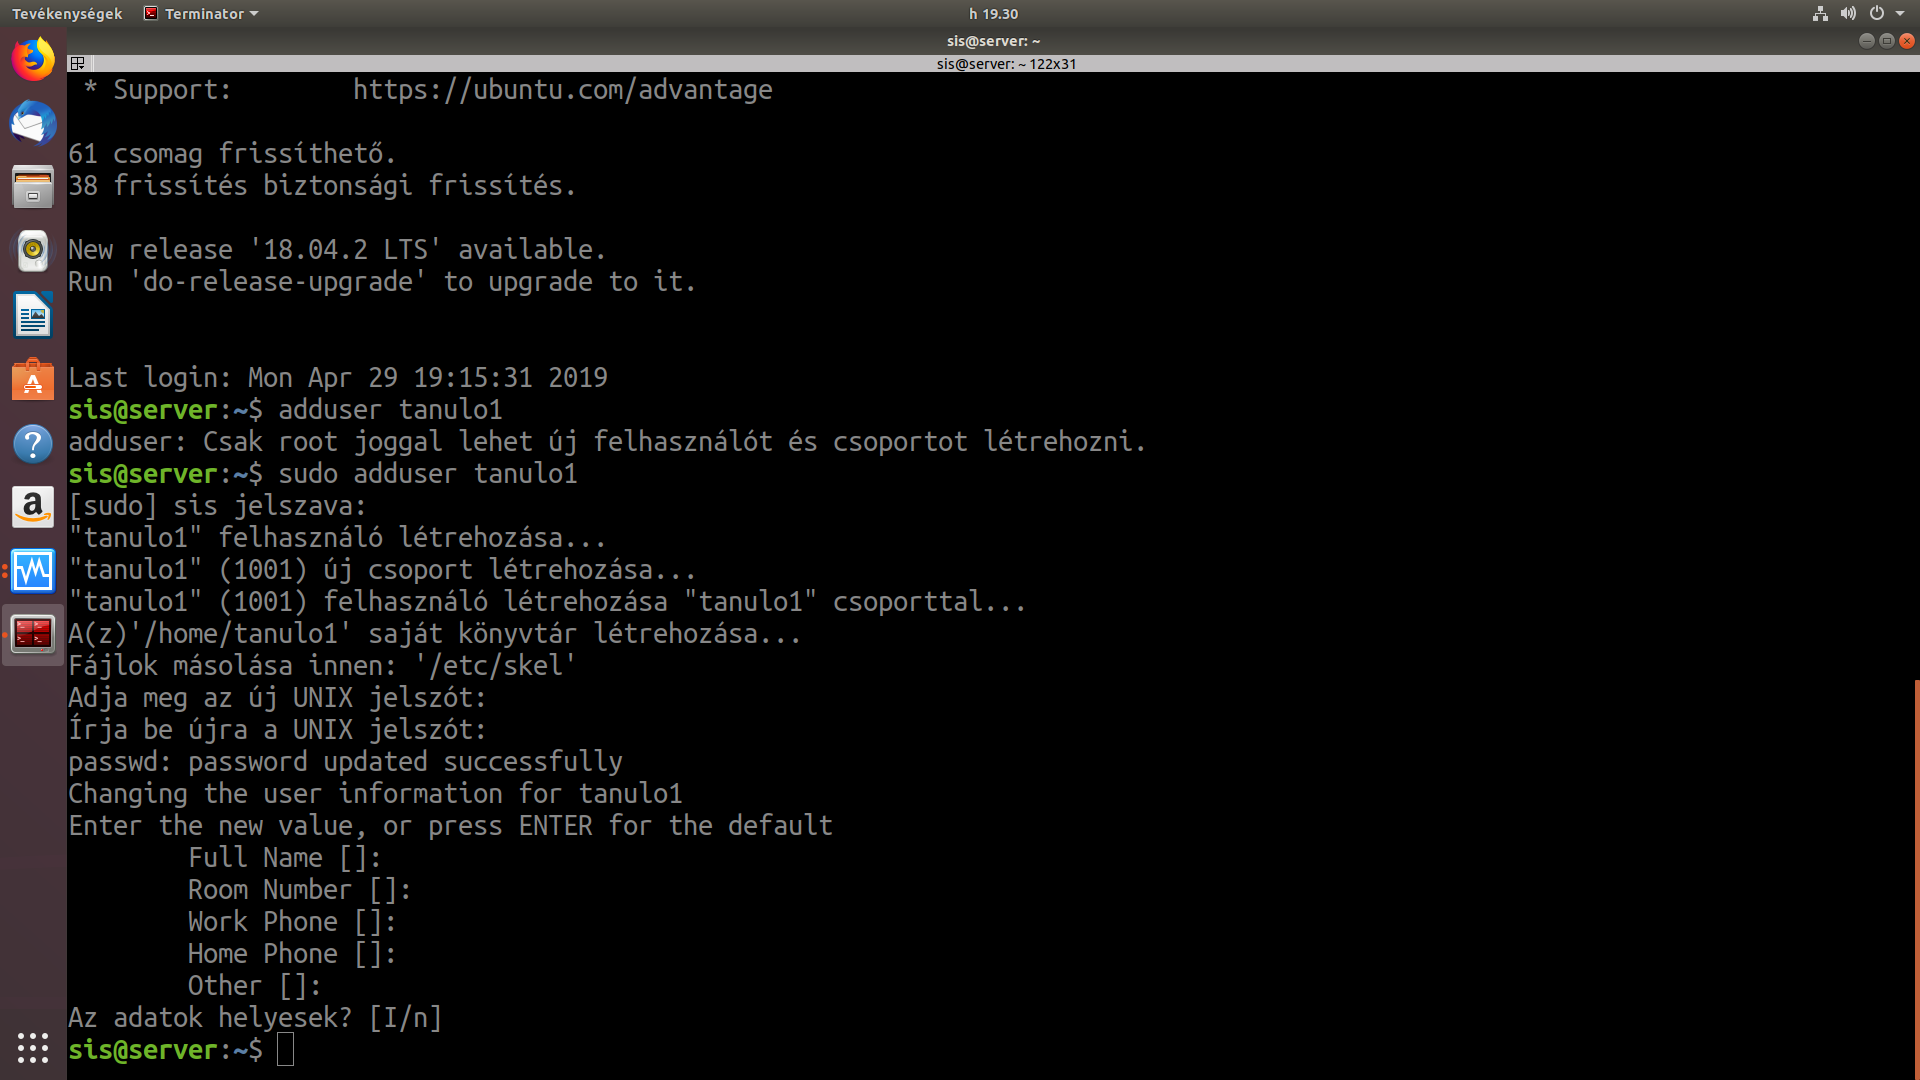 Tevékenységek
Terminator
h 19.30
sis@server: ~
sis@server: ~ 122x31
 * Support:        https://ubuntu.com/advantage
61 csomag frissíthető.
38 frissítés biztonsági frissítés.
New release '18.04.2 LTS' available.
Run 'do-release-upgrade' to upgrade to it.
Last login: Mon Apr 29 19:15:31 2019
sis@server:~$ adduser tanulo1
adduser: Csak root joggal lehet új felhasználót és csoportot létrehozni.
sis@server:~$ sudo adduser tanulo1
[sudo] sis jelszava:
"tanulo1" felhasználó létrehozása...
"tanulo1" (1001) új csoport létrehozása...
"tanulo1" (1001) felhasználó létrehozása "tanulo1" csoporttal...
A(z)'/home/tanulo1' saját könyvtár létrehozása...
Fájlok másolása innen: '/etc/skel'
Adja meg az új UNIX jelszót:
Írja be újra a UNIX jelszót:
passwd: password updated successfully
Changing the user information for tanulo1
Enter the new value, or press ENTER for the default
        Full Name []:
        Room Number []:
        Work Phone []:
        Home Phone []:
        Other []:
Az adatok helyesek? [I/n]
sis@server:~$